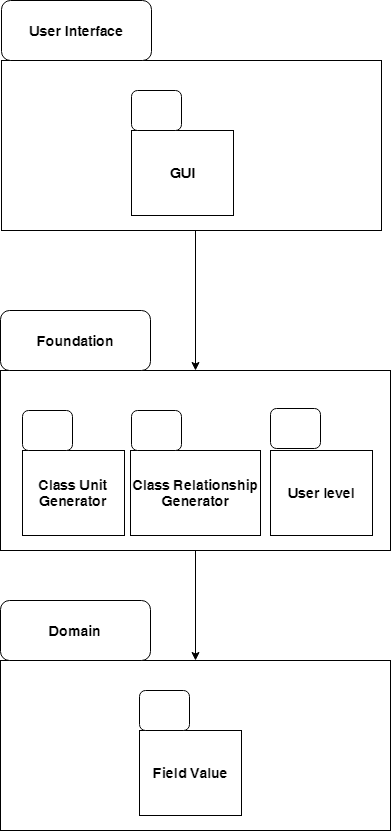 User Interface
GUI
Foundation
Class Unit
Generator
Class Relationship
Generator
User level
Domain
Field Value